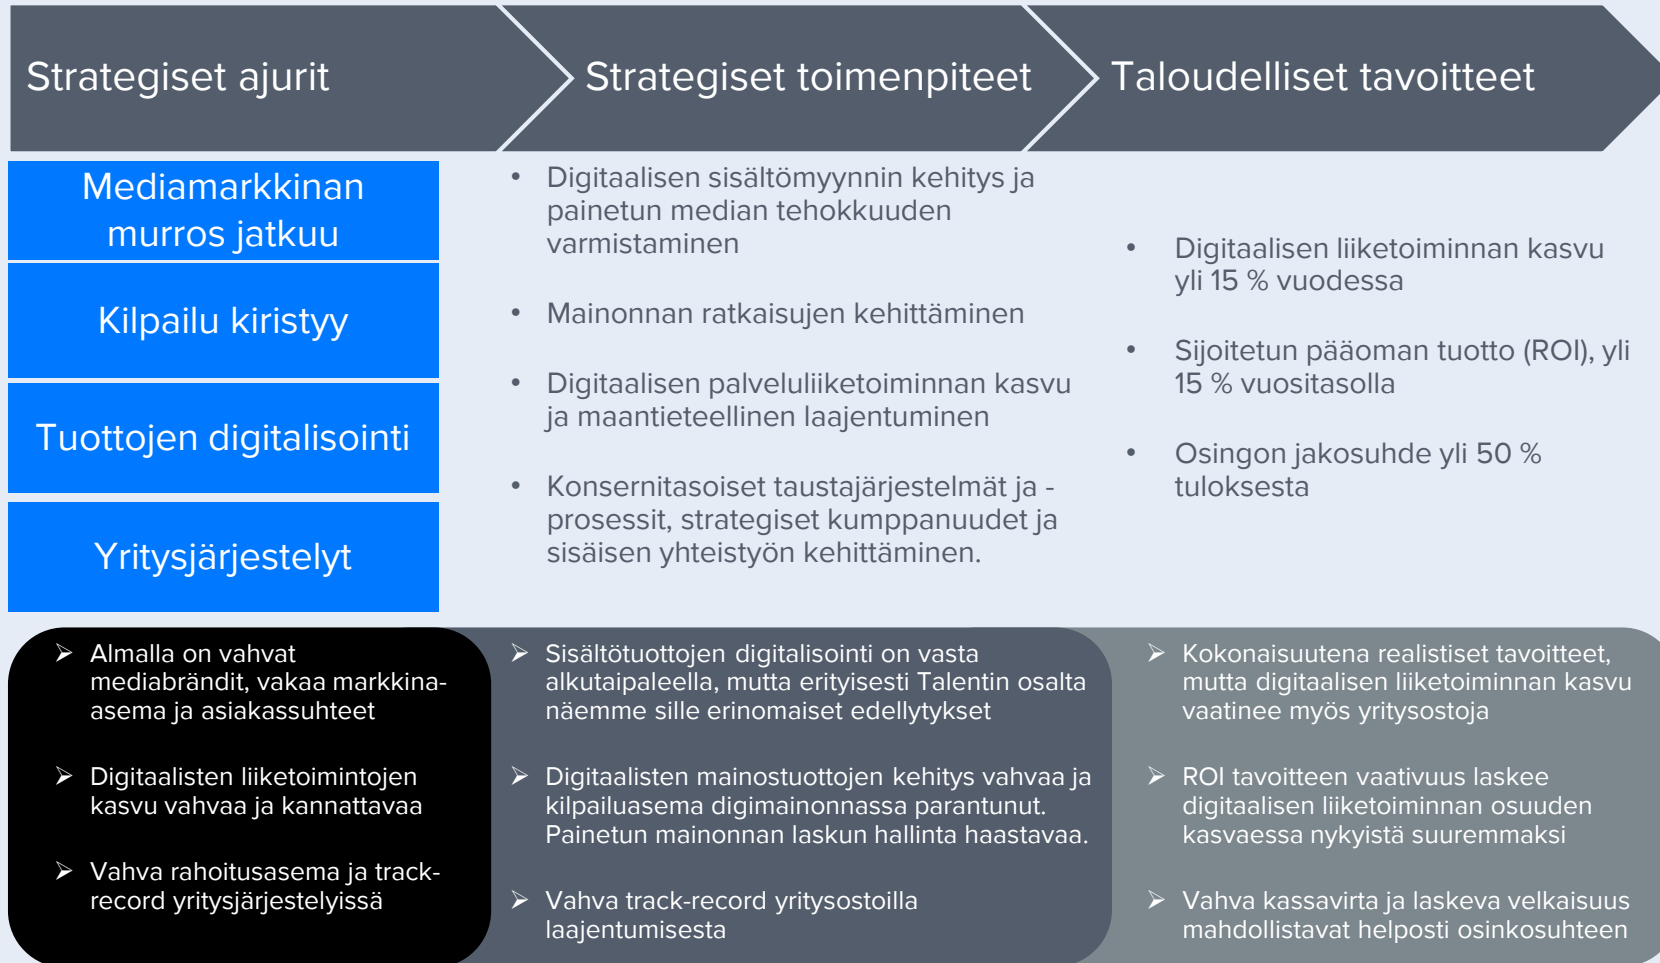 Strategiset ajurit
Strategiset toimenpiteet
Taloudelliset tavoitteet
Mediamarkkinan
murros jatkuu
Kilpailu kiristyy
Tuottojen digitalisointi
Yritysjärjestelyt
• Digitaalisen sisältömyynnin kehitys ja
painetun median tehokkuuden
varmistaminen
• Mainonnan ratkaisujen kehittäminen
• Digitaalisen palveluliiketoiminnan kasvu
ja maantieteellinen laajentuminen
• Konsernitasoiset taustajärjestelmät ja -
prosessit, strategiset kumppanuudet ja
sisäisen yhteistyön kehittäminen.
• Digitaalisen liiketoiminnan kasvu
yli 15 % vuodessa
• Sijoitetun pääoman tuotto (ROI), yli
15 % vuositasolla
• Osingon jakosuhde yli 50 %
tuloksesta
➢ Almalla on vahvat
mediabrändit, vakaa markkina-
asema ja asiakassuhteet
➢ Digitaalisten liiketoimintojen
kasvu vahvaa ja kannattavaa
➢ Vahva rahoitusasema ja track-
record yritysjärjestelyissä
➢ Sisältötuottojen digitalisointi on vasta
alkutaipaleella, mutta erityisesti Talentin osalta
näemme sille erinomaiset edellytykset
➢ Digitaalisten mainostuottojen kehitys vahvaa ja
kilpailuasema digimainonnassa parantunut.
Painetun mainonnan laskun hallinta haastavaa.
➢ Vahva track-record yritysostoilla
laajentumisesta
➢ Kokonaisuutena realistiset tavoitteet,
mutta digitaalisen liiketoiminnan kasvu
vaatinee myös yritysostoja
➢ ROI tavoitteen vaativuus laskee
digitaalisen liiketoiminnan osuuden
kasvaessa nykyistä suuremmaksi
➢ Vahva kassavirta ja laskeva velkaisuus
mahdollistavat helposti osinkosuhteen